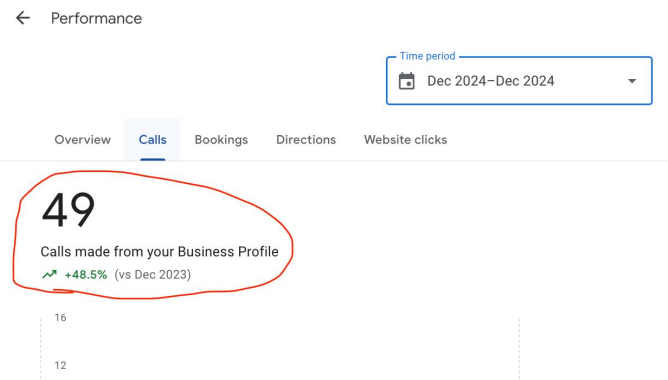 Performance
Time period
Dec 2024–Dec 2024
Overview Calls Bookings Directions Website clicks
49
Calls made from your Business Profile
+48.5% (vs Dec 2023)
16
12